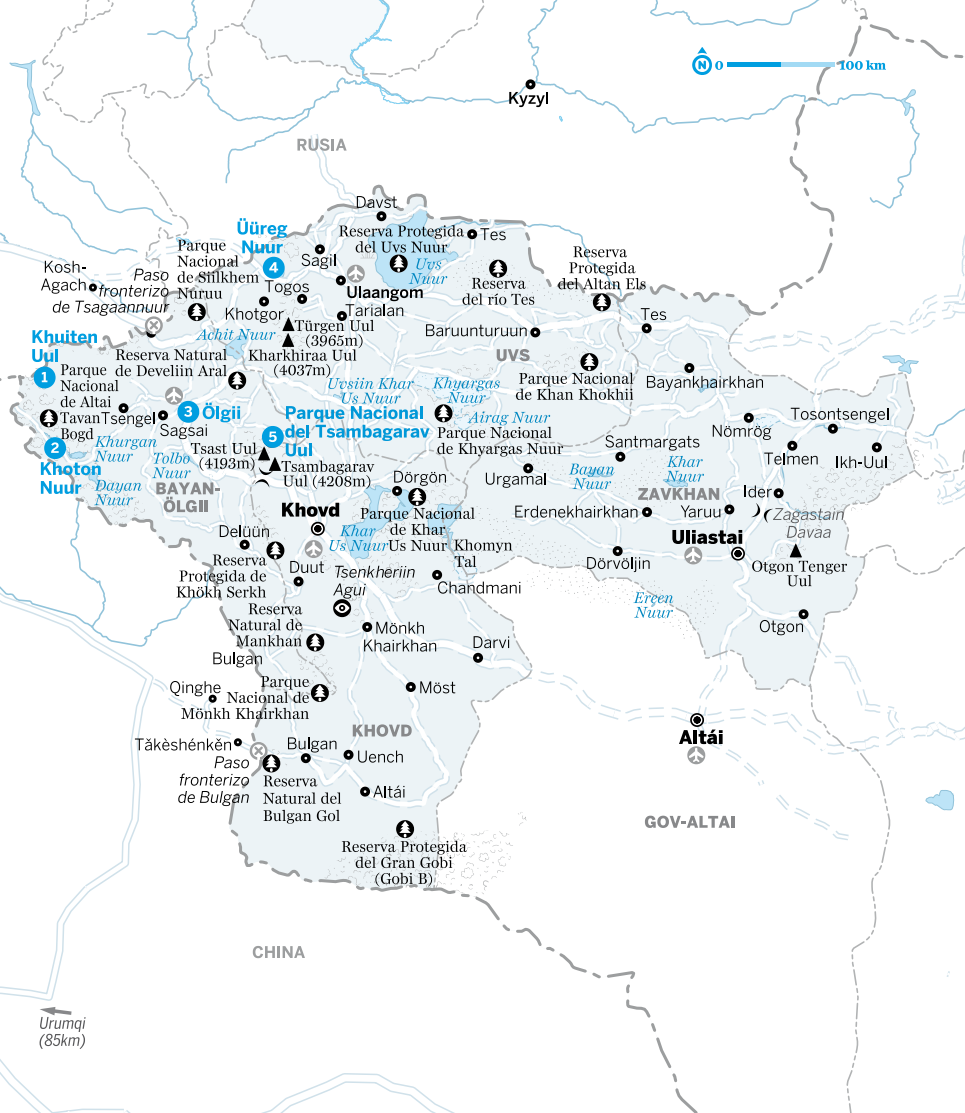 N 0 100 km
Kyzyl
RUSIA
Davst
Üüreg
Nuur
4
Reserva Protegida
del Uvs Nuur
Tes
Parque
Nacional
de Siilkhem
Nuruu
Sagil
Uvs
Nuur
Reserva
Protegida
del Altan Els
Kosh-
Agach
Paso
fronterizo
de Tsagaannuur
Togos
Ulaangom
Reserva
del río Tes
Khotgor
Tarialan
Tes
Khuiten
Uul
1
Achit Nuur
Türgen Uul
(3965m)
Baruunturuun
Reserva Natural
de Develiin Aral
Kharkhiraa Uul
(4037m)
UVS
Parque
Nacional
de Altai
Tavan
Bogd
Parque Nacional
de Khan Khokhii
Bayankhairkhan
Uvsiin Khar
Us Nuur
Khyargas
Nuur
Tsengel
3 Ölgii
Parque Nacional
del Tsambagarav
Uul
5
Airag Nuur
Tosontsengel
Sagsai
Nömrög
2
Khoton
Nuur
Khurgan
Nuur
Tolbo
Nuur
Tsast Uul
(4193m)
Parque Nacional
de Khyargas Nuur
Santmargats
Telmen
Ikh-Uul
Dayan
Nuur
Tsambagarav
Uul (4208m)
Urgamal
Bayan
Nuur
Khar
Nuur
BAYAN-
ÖLGII
Dörgön
ZAVKHAN
Ider
Khovd
Parque Nacional
de Khar
Us Nuur
Erdenekhairkhan
Yaruu
Zagastain
Davaa
Delüün
Khar
Us Nuur
Khomyn
Tal
Uliastai
Reserva
Protegida de
Khökh Serkh
Duut
Tsenkheriin
Agui
Dörvöljin
Otgon Tenger
Uul
Chandmani
Reserva
Natural de
Mankhan
Erçen
Nuur
Mönkh
Khairkhan
Otgon
Bulgan
Darvi
Qinghe
Parque
Nacional de
Mönkh Khairkhan
Möst
KHOVD
Altái
Tăkèshénkěn
Bulgan
Uench
Paso
fronterizo
de Bulgan
Reserva
Natural del
Bulgan Gol
Altái
GOV-ALTAI
Reserva Protegida
del Gran Gobi
(Gobi B)
CHINA
Urumqi
(85km)